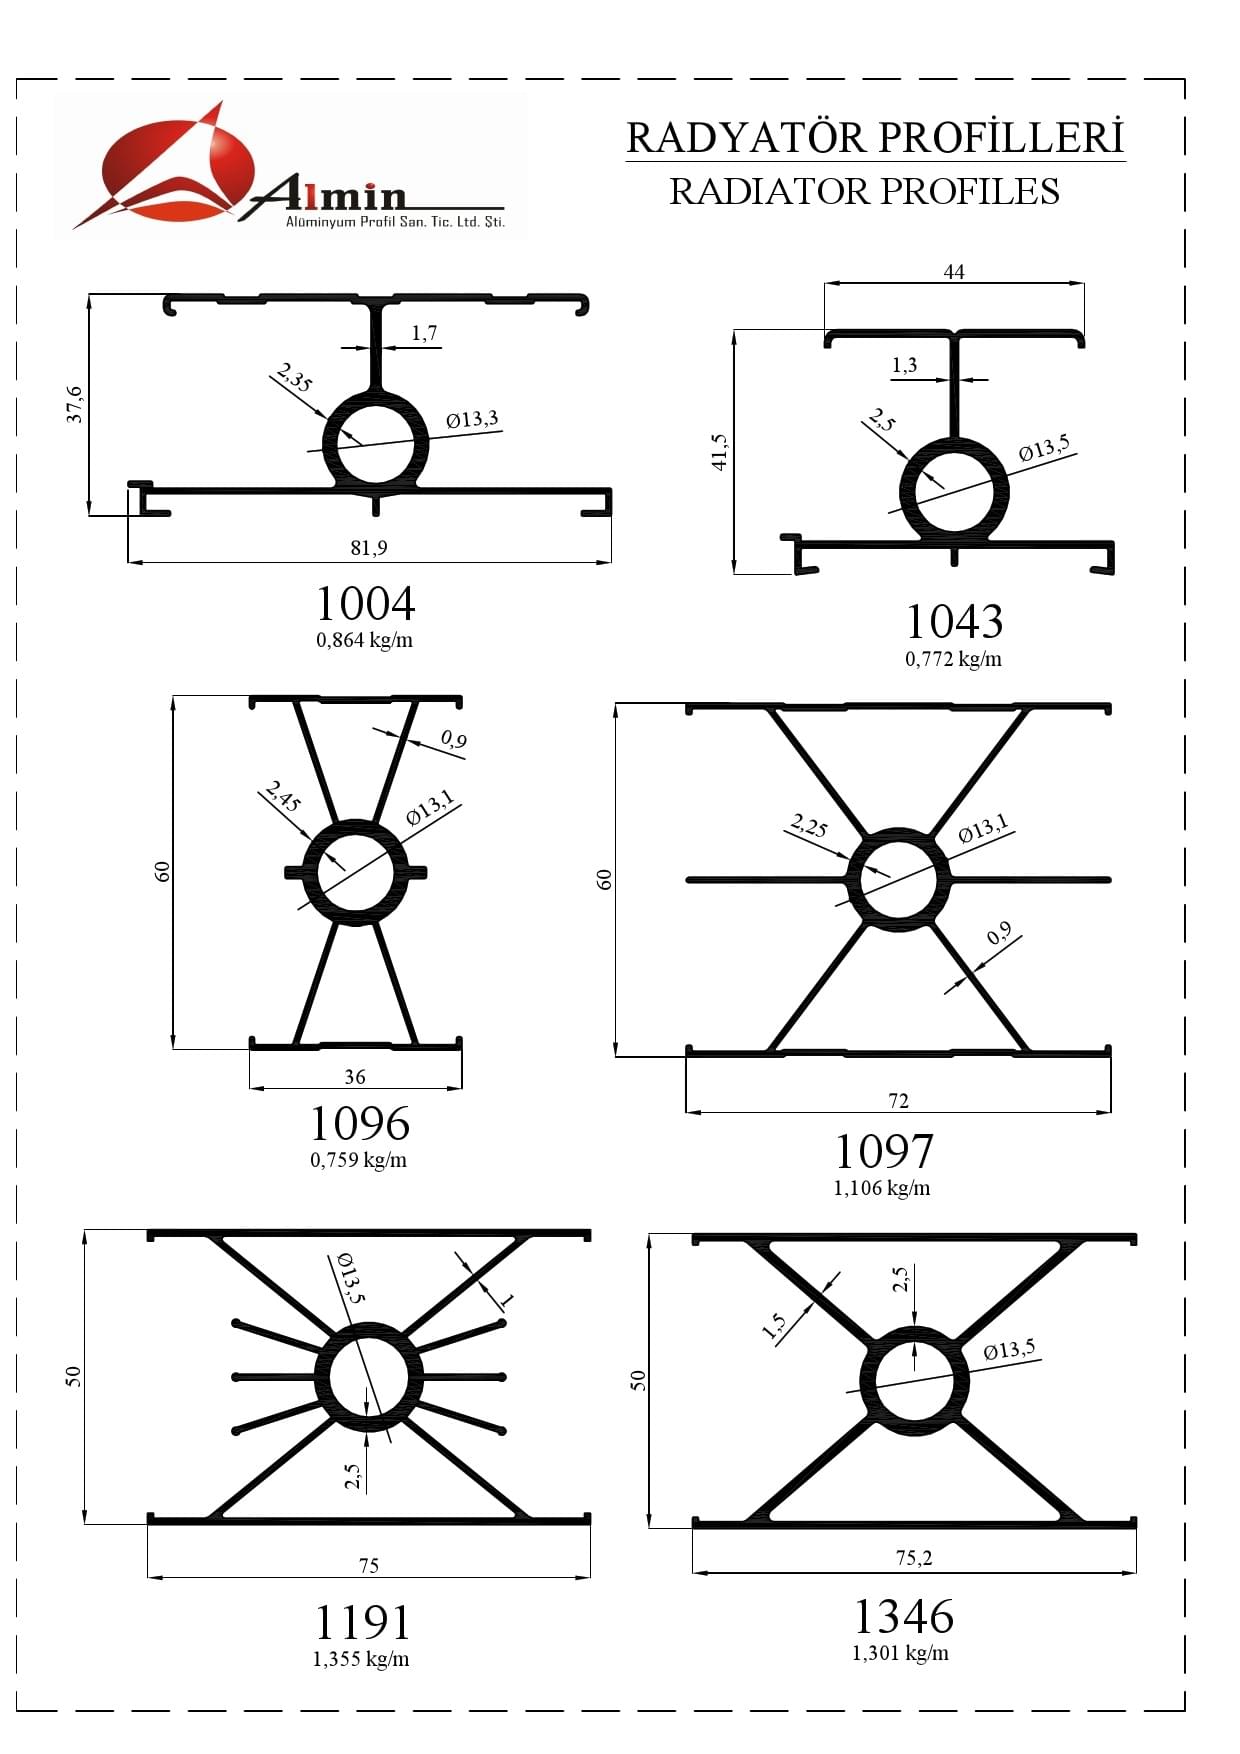 Almin
Alüminyum Profil San. Tic. Ltd. Şti.
RADYATÖR PROFİLLERİ
RADIATOR PROFILES
37,6
1,7
2,35
Ø13,3
81,9
1004
0,864 kg/m
44
41,5
1,3
2,5
Ø13,5
1043
0,772 kg/m
60
0,9
2,45
Ø13,1
36
1096
0,759 kg/m
60
2,25
Ø13,1
0,9
72
1097
1,106 kg/m
50
Ø13,5
1
2,5
75
1191
1,355 kg/m
50
1,5
2,5
Ø13,5
75,2
1346
1,301 kg/m